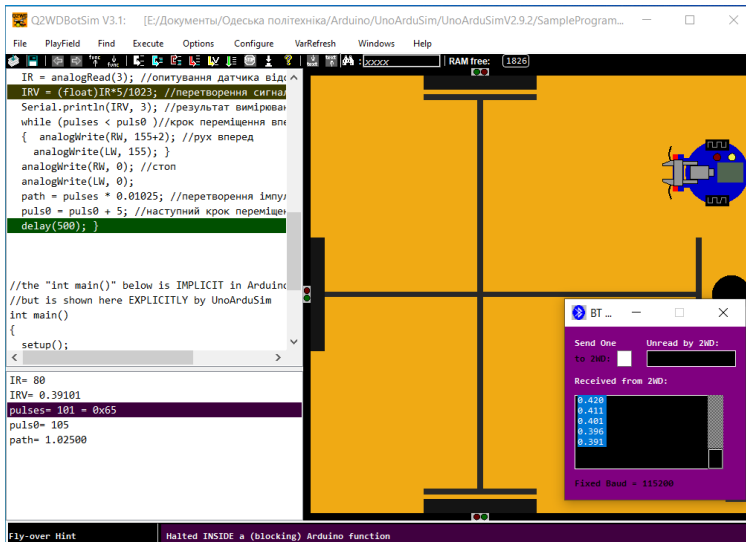 Q2WDBotSim V3.1: [E:/Документы/Одеська політехніка/Arduino/UnoArduSim/UnoArduSimV2.9.2/SampleProgram...
File PlayField Find Execute Options Configure VarRefresh Windows Help
:xxxx RAM free: 1826
IR = analogRead(3); //опитування датчика відс
IRV = (float)IR*5/1023; //перетворення сигнал
Serial.println(IRV, 3); //результат вимірюван
while (pulses < puls0 )//крок переміщення впе
{ analogWrite(RW, 155+2); //рух вперед
analogWrite(LW, 155); }
analogWrite(RW, 0); //стоп
analogWrite(LW, 0);
path = pulses * 0.01025; //перетворення імпул
puls0 = puls0 + 5; //наступний крок переміщен
delay(500); }
//the "int main()" below is IMPLICIT in Arduino
//but is shown here EXPLICITLY by UnoArduSim
int main()
{
setup();
IR= 80
IRV= 0.39101
pulses= 101 = 0x65
puls0= 105
path= 1.02500
BT ...
Send One Unread by 2WD:
to 2WD:
Received from 2WD:
0.420
0.411
0.401
0.396
0.391
Fixed Baud = 115200
Fly-over Hint Halted INSIDE a (blocking) Arduino function